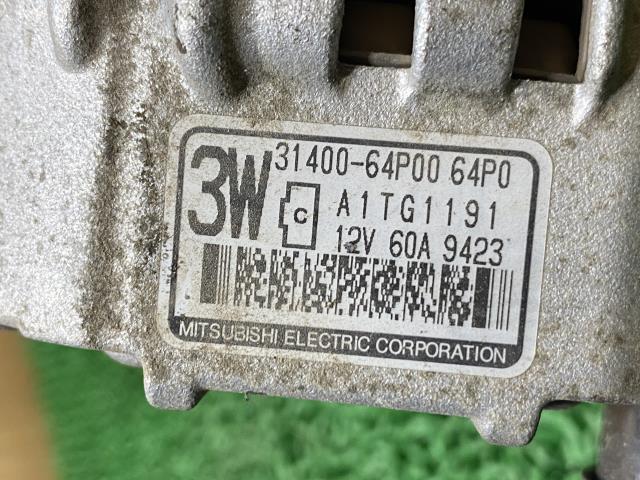 3W 31400-64P00 64P0
C A1TG1191
12V 60A 9423
MITSUBISHI ELECTRIC CORPORATION